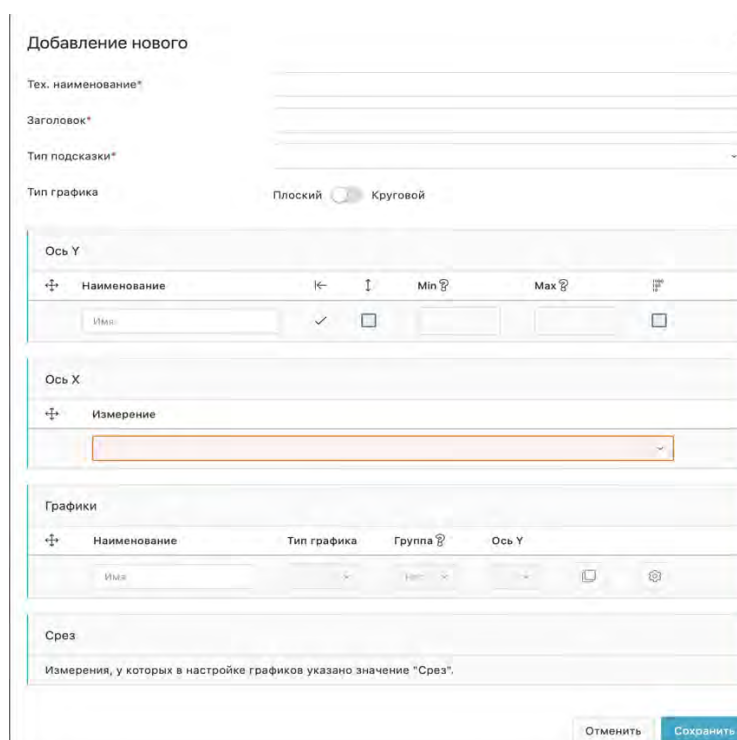 Добавление нового
Тех. наименование*
Заголовок*
Тип подсказки*
Тип графика Плоский Круговой
Ось Y
Наименование Min Max
Имя
Ось X
Измерение
Графики
Наименование Тип графика Группа Ось Y
Имя Нет
Срез
Измерения, у которых в настройке графиков указано значение "Срез".
Отменить Сохранить